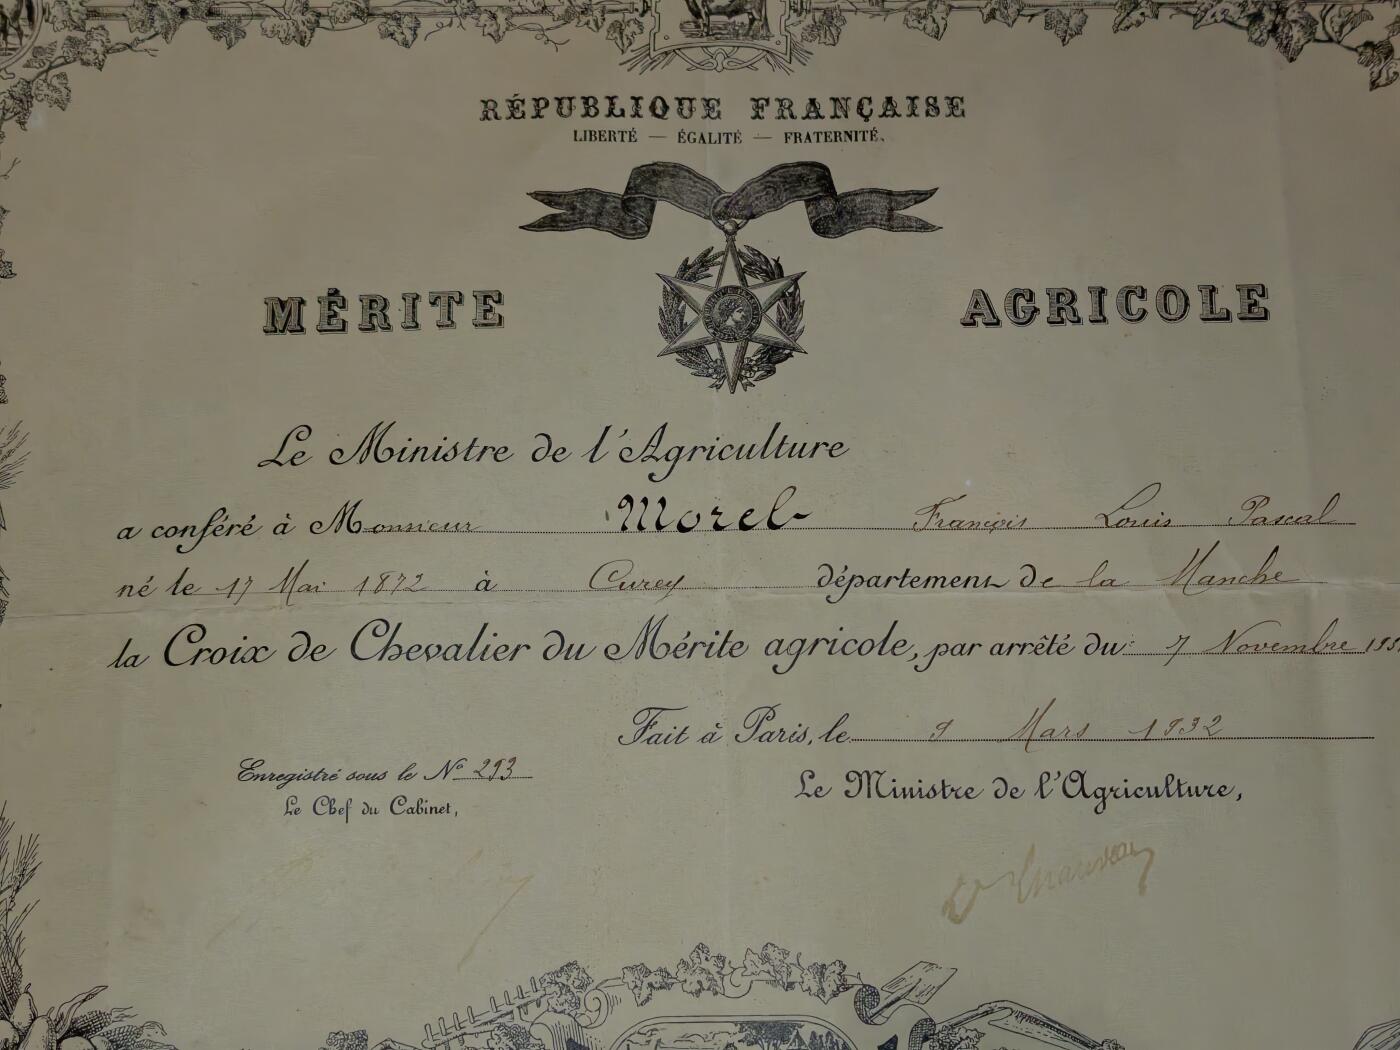 RÉPUBLIQUE FRANÇAISE
LIBERTÉ — ÉGALITÉ — FRATERNITÉ.
MÉRITE AGRICOLE
Le Ministre de l'Agriculture
a conféré à Monsieur Morel François Louis Pascal
né le 17 Mai 1872 à Curey département de la Manche
la Croix de Chevalier du Mérite agricole, par arrêté du 7 Novembre
Fait à Paris, le 9 Mars 1932
Enregistré sous le N° 293
Le Chef du Cabinet,
Le Ministre de l'Agriculture,